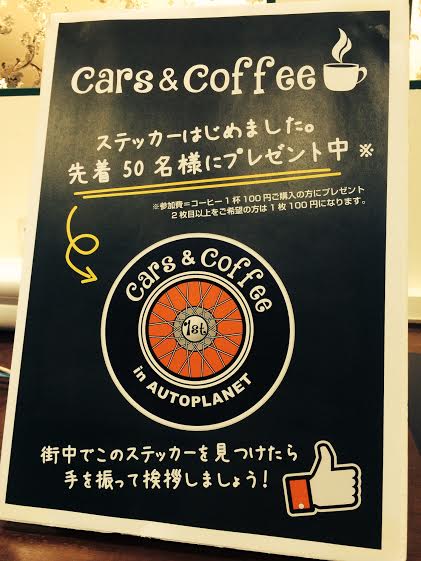 cars & coffee
ステッカーはじめました。
先着50名様にプレゼント中 ※
※参加費=コーヒー1杯100円ご購入の方にプレゼント
2枚目以上をご希望の方は1枚100円になります。
cars & coffee
1st
in AUTOPLANET
街中でこのステッカーを見つけたら
手を振って挨拶しましょう!